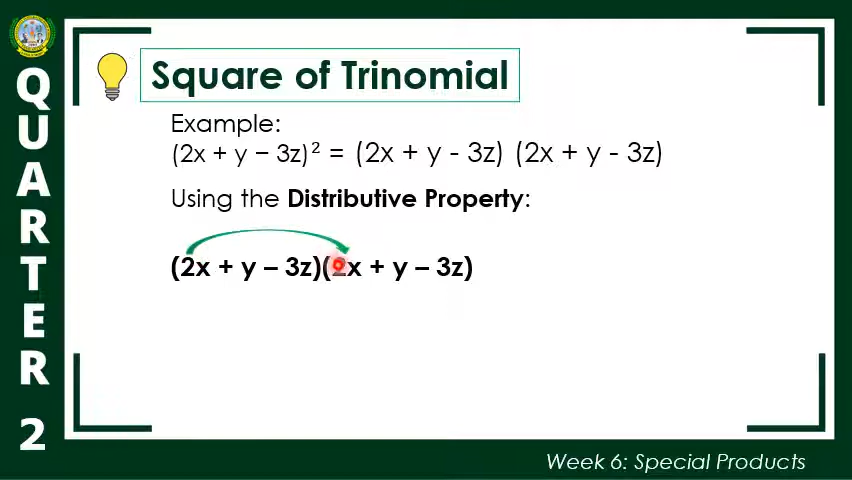 QUARTER 2
Square of Trinomial
Example:
(2x + y − 3z)² = (2x + y - 3z) (2x + y - 3z)
Using the Distributive Property:
(2x + y – 3z)(2x + y – 3z)
Week 6: Special Products